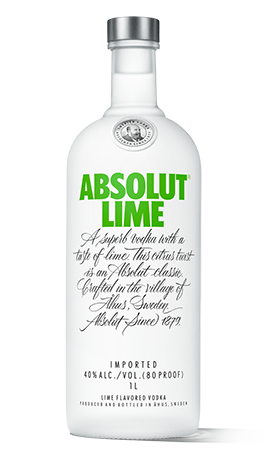 ABSOLUT
LIME
A superb vodka with a
taste of lime. This citrus twist
is an Absolut classic.
Crafted in the village of
Åhus, Sweden.
Absolut Since 1879.
IMPORTED
40% ALC./VOL. (80 PROOF)
1L
LIME FLAVORED VODKA
PRODUCED AND BOTTLED IN ÅHUS, SWEDEN